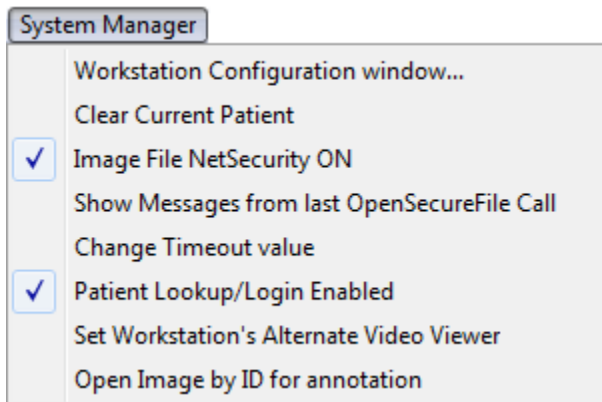 System Manager
Workstation Configuration window...
Clear Current Patient
Image File NetSecurity ON
Show Messages from last OpenSecureFile Call
Change Timeout value
Patient Lookup/Login Enabled
Set Workstation's Alternate Video Viewer
Open Image by ID for annotation